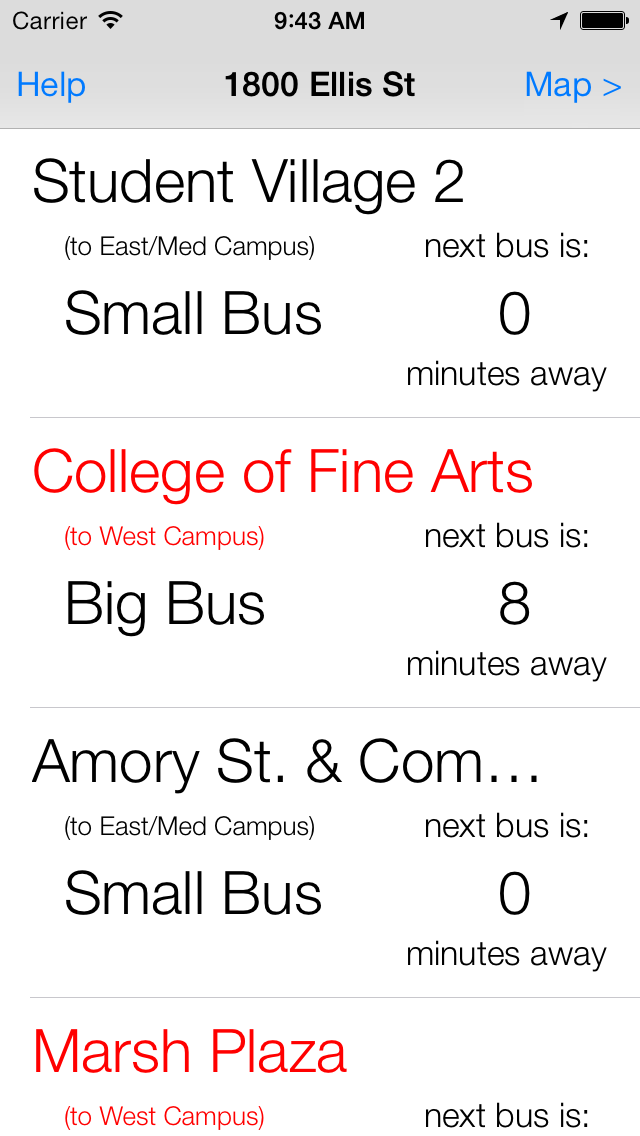 Carrier 9:43 AM
Help 1800 Ellis St Map >
Student Village 2
(to East/Med Campus) next bus is:
Small Bus 0
minutes away
College of Fine Arts
(to West Campus) next bus is:
Big Bus 8
minutes away
Amory St. & Com...
(to East/Med Campus) next bus is:
Small Bus 0
minutes away
Marsh Plaza
(to West Campus) next bus is: